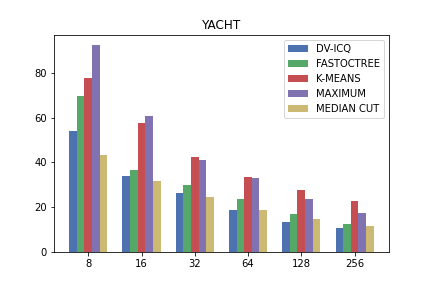 YACHT
DV-ICQ
FASTOCTREE
K-MEANS
MAXIMUM
MEDIAN CUT
80
60
40
20
0
8 16 32 64 128 256